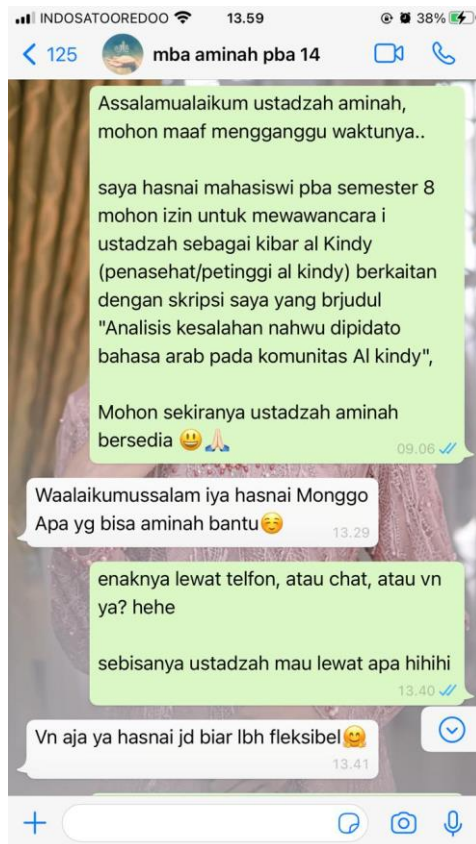 INDOSATOOREDOO 13.59 38%
125 mba aminah pba 14
Assalamualaikum ustadzah aminah,
mohon maaf mengganggu waktunya..
saya hasnai mahasiswi pba semester 8
mohon izin untuk mewawancara i
ustadzah sebagai kibar al Kindy
(penasehat/petinggi al kindy) berkaitan
dengan skripsi saya yang brjudul
"Analisis kesalahan nahwu dipidato
bahasa arab pada komunitas Al kindy",
Mohon sekiranya ustadzah aminah
bersedia 😃🙏🏻
09.06
Waalaikumussalam iya hasnai Monggo
Apa yg bisa aminah bantu☺️
13.29
enaknya lewat telfon, atau chat, atau vn
ya? hehe
sebisanya ustadzah mau lewat apa hihihi
13.40
Vn aja ya hasnai jd biar lbh fleksibel🤗
13.41